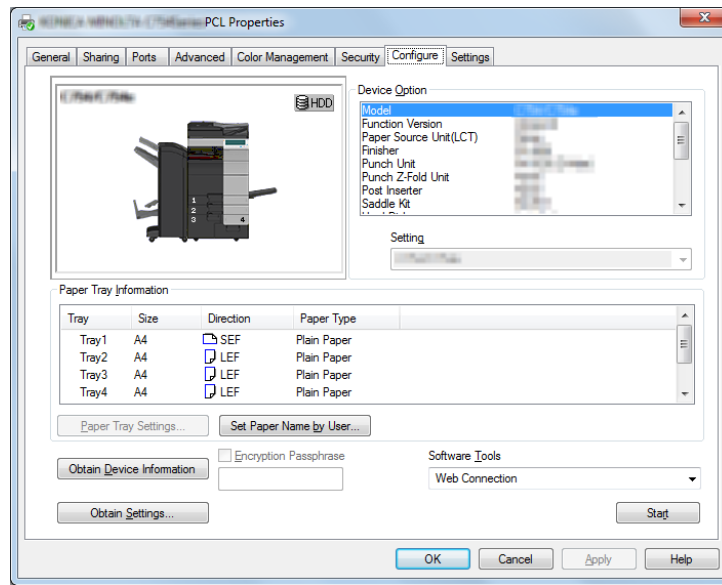 PCL Properties
General Sharing Ports Advanced Color Management Security Configure Settings
HDD
1
2
3
4
Device Option
Model
Function Version
Paper Source Unit(LCT)
Finisher
Punch Unit
Punch Z-Fold Unit
Post Inserter
Saddle Kit
Setting
Paper Tray Information
Tray Size Direction Paper Type
Tray1 A4 SEF Plain Paper
Tray2 A4 LEF Plain Paper
Tray3 A4 LEF Plain Paper
Tray4 A4 LEF Plain Paper
Paper Tray Settings... Set Paper Name by User...
Obtain Device Information
Encryption Passphrase
Software Tools
Web Connection
Obtain Settings...
Start
OK Cancel Apply Help